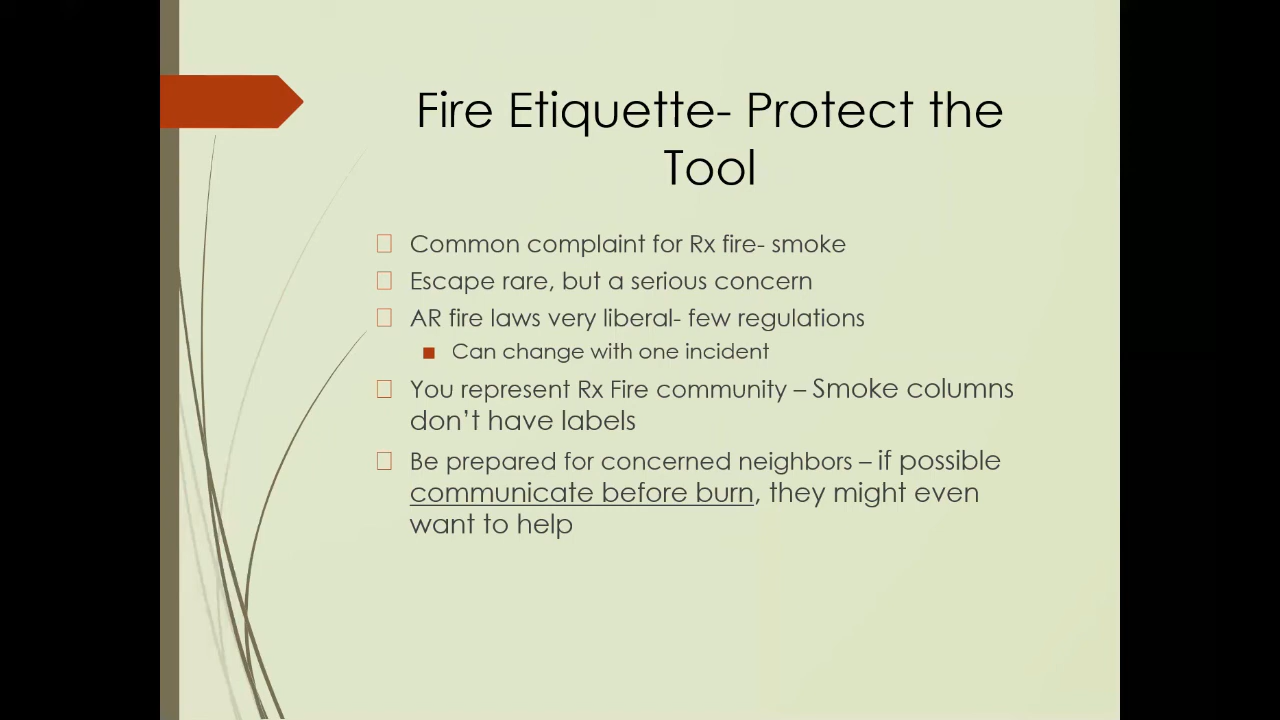 Fire Etiquette- Protect the
Tool
Common complaint for Rx fire- smoke
Escape rare, but a serious concern
AR fire laws very liberal- few regulations
Can change with one incident
You represent Rx Fire community – Smoke columns
don’t have labels
Be prepared for concerned neighbors – if possible
communicate before burn, they might even
want to help